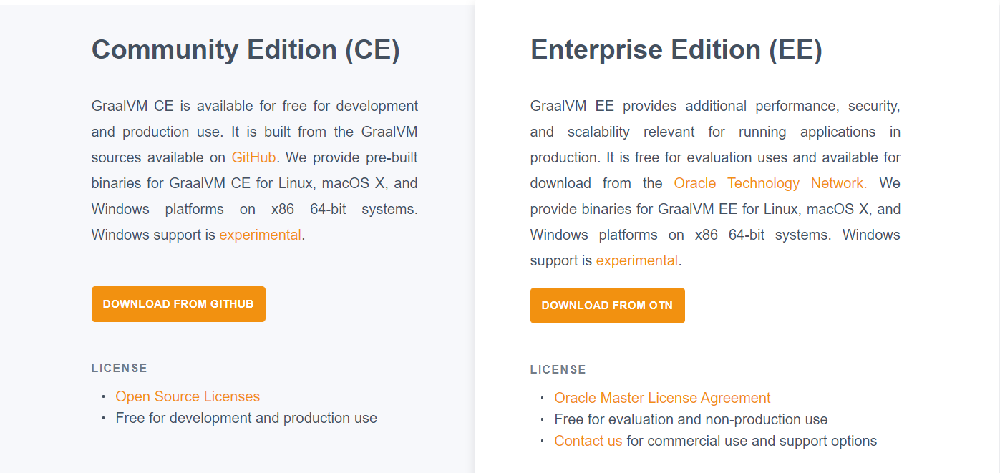 Community Edition (CE)
GraalVM CE is available for free for development
and production use. It is built from the GraalVM
sources available on GitHub. We provide pre-built
binaries for GraalVM CE for Linux, macOS X, and
Windows platforms on x86 64-bit systems.
Windows support is experimental.
DOWNLOAD FROM GITHUB
LICENSE
· Open Source Licenses
· Free for development and production use
Enterprise Edition (EE)
GraalVM EE provides additional performance, security,
and scalability relevant for running applications in
production. It is free for evaluation uses and available for
download from the Oracle Technology Network. We
provide binaries for GraalVM EE for Linux, macOS X, and
Windows platforms on x86 64-bit systems. Windows
support is experimental.
DOWNLOAD FROM OTN
LICENSE
· Oracle Master License Agreement
· Free for evaluation and non-production use
· Contact us for commercial use and support options